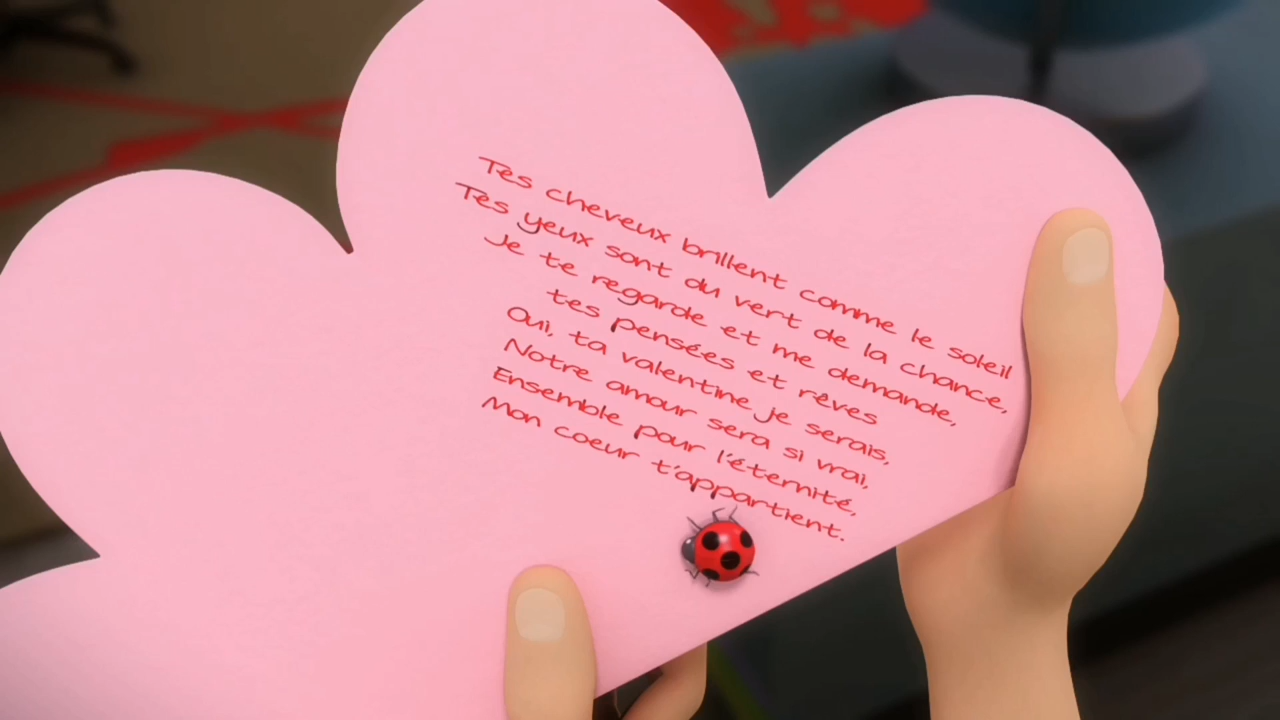 Tes cheveux brillent comme le soleil
Tes yeux sont du vert de la chance,
Je te regarde et me demande,
tes pensées et rêves
Oui, ta valentine je serais,
Notre amour sera si vrai,
Ensemble pour l'éternité,
Mon coeur t'appartient.